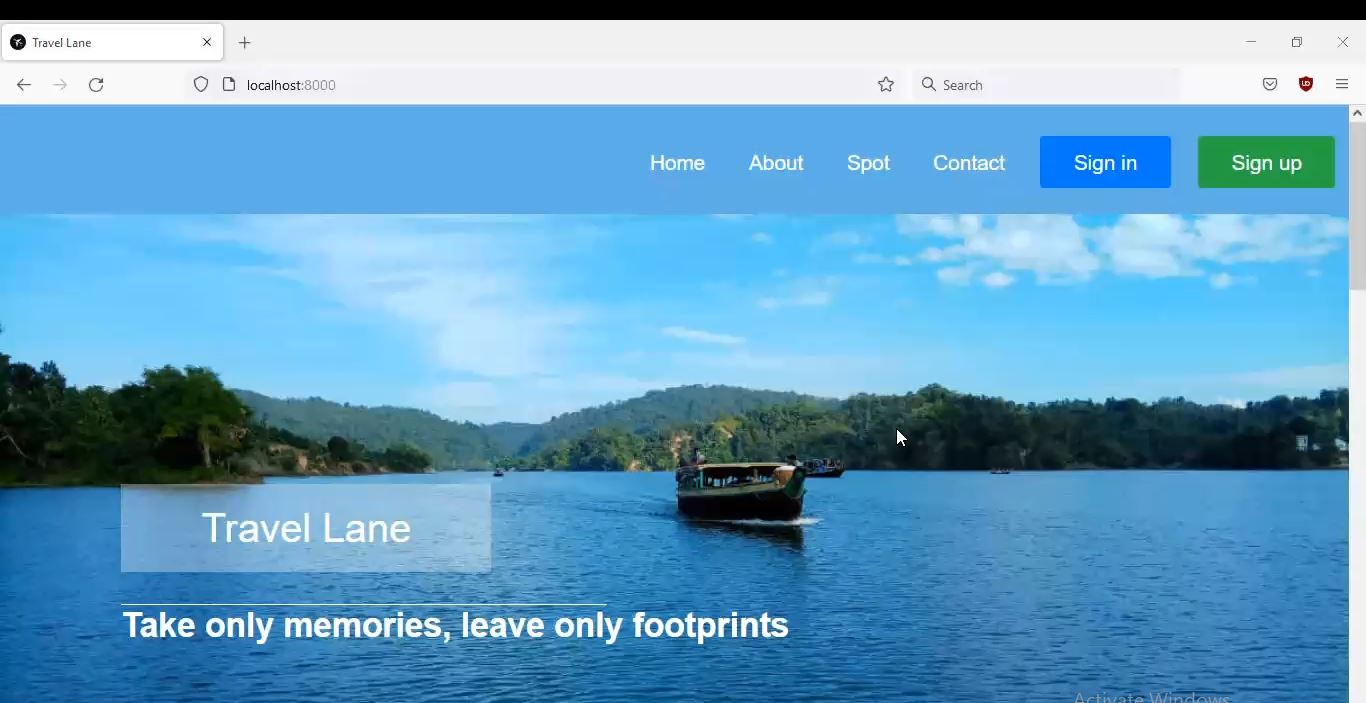 Travel Lane
localhost:8000
Search
Home About Spot Contact Sign in Sign up
Travel Lane
Take only memories, leave only footprints
Activate Windows